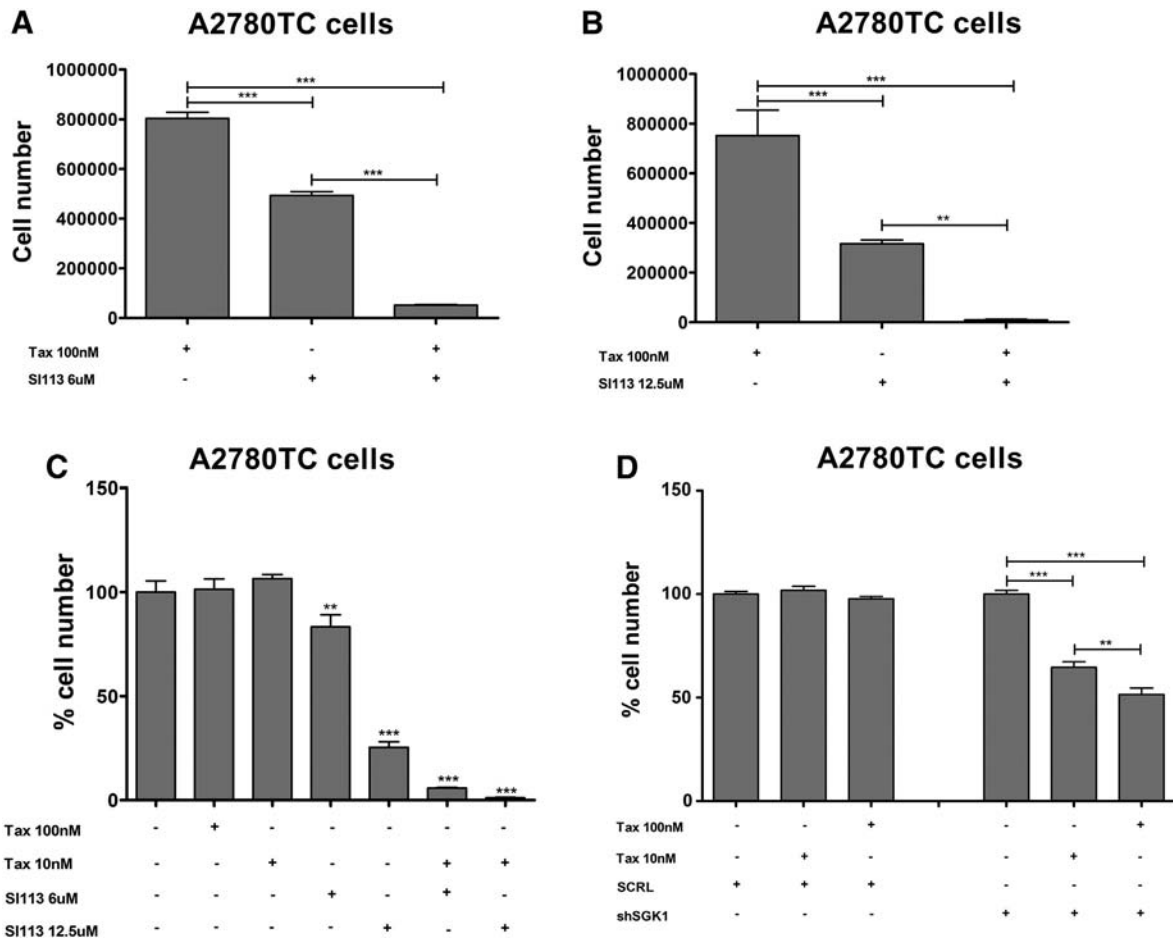 A
A2780TC cells
Cell number
1000000
800000
600000
400000
200000
0
***
***
***
Tax 100nM + - +
SI113 6uM - + +
B
A2780TC cells
Cell number
1000000
800000
600000
400000
200000
0
***
***
**
Tax 100nM + - +
SI113 12.5uM - + +
C
A2780TC cells
% cell number
150
100
50
0
**
***
***
***
Tax 100nM - + - - - - -
Tax 10nM - - + - - + +
SI113 6uM - - - + - + -
SI113 12.5uM - - - - + - +
D
A2780TC cells
% cell number
150
100
50
0
***
***
**
Tax 100nM - - + - - +
Tax 10nM - + - - + -
SCRL + + + - - -
shSGK1 - - - + + +